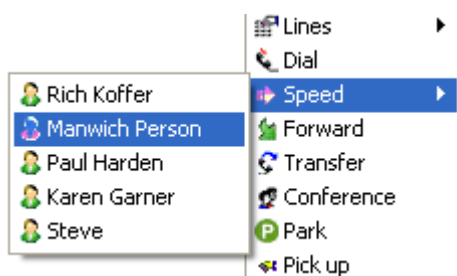 Lines
Dial
Speed
Forward
Transfer
Conference
Park
Pick up
Rich Koffer
Manwich Person
Paul Harden
Karen Garner
Steve